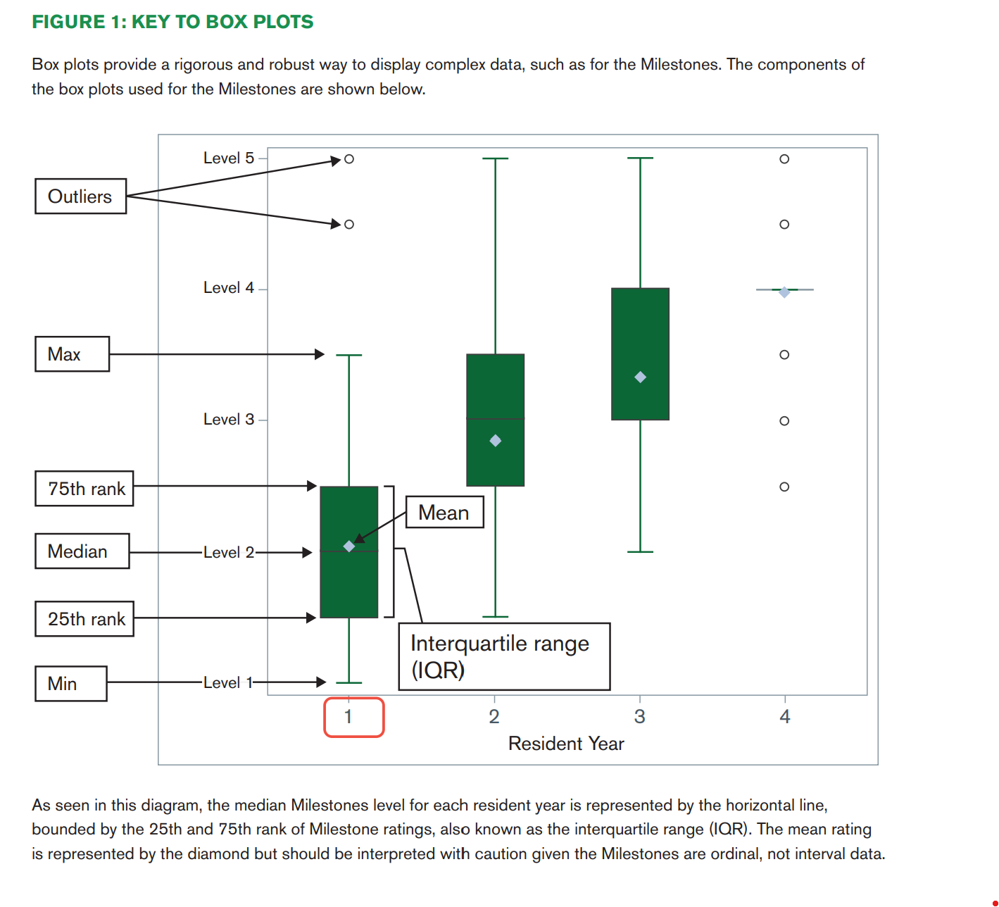 FIGURE 1: KEY TO BOX PLOTS
Box plots provide a rigorous and robust way to display complex data, such as for the Milestones. The components of
the box plots used for the Milestones are shown below.
Level 5
Outliers
Level 4
Max
Level 3
75th rank
Mean
Median
Level 2
25th rank
Interquartile range
(IQR)
Min
Level 1
1 2 3 4
Resident Year
As seen in this diagram, the median Milestones level for each resident year is represented by the horizontal line,
bounded by the 25th and 75th rank of Milestone ratings, also known as the interquartile range (IQR). The mean rating
is represented by the diamond but should be interpreted with caution given the Milestones are ordinal, not interval data.